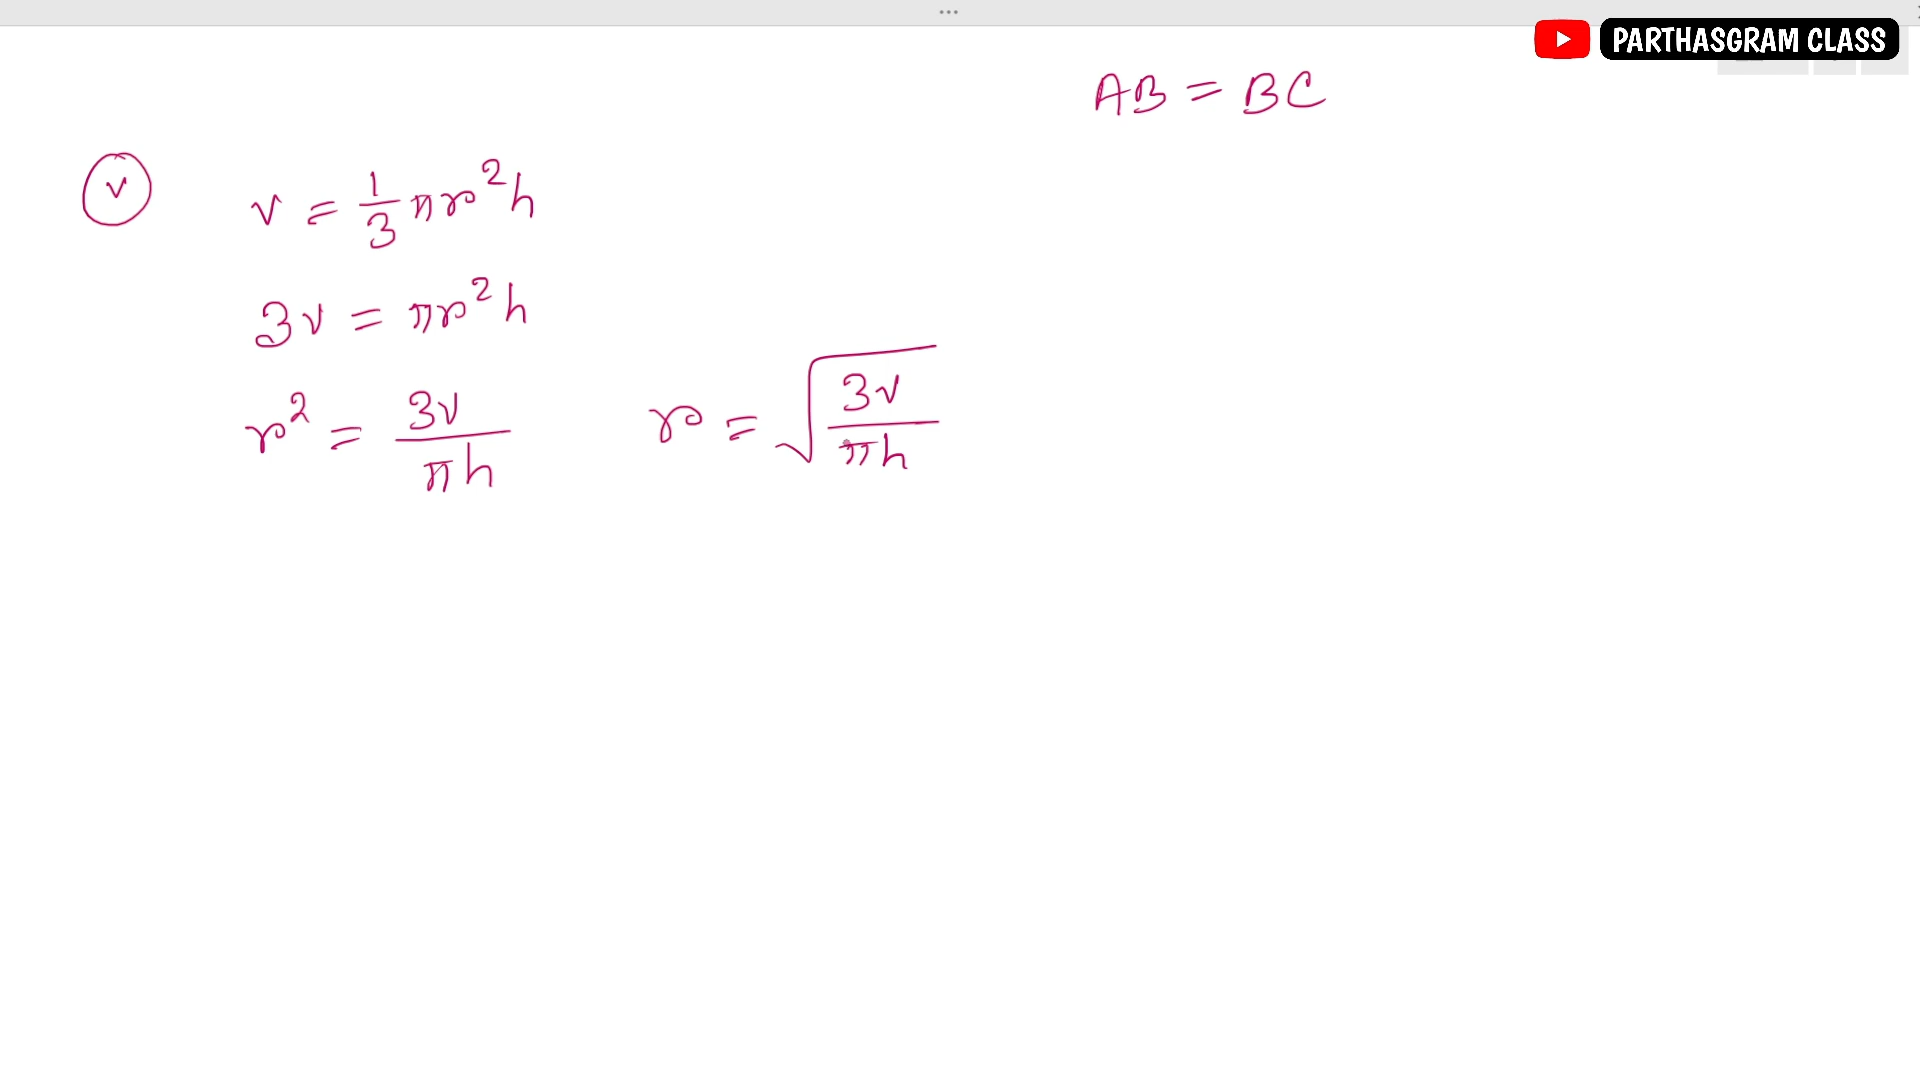 PARTHASGRAM CLASS
AB = BC
v
v = 1/3 πr²h
3v = πr²h
r² = 3v/πh
r = √(3v/πh)